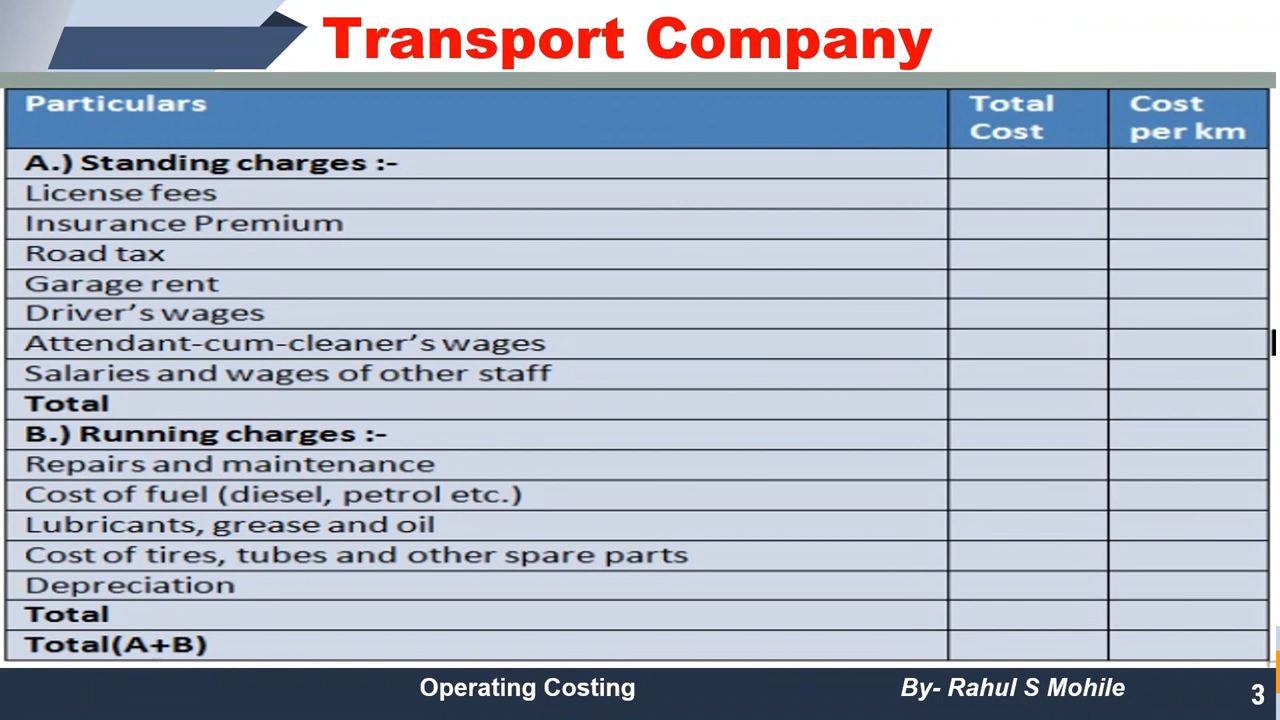 Transport Company
Particulars Total Cost Cost per km
A.) Standing charges :-
License fees
Insurance Premium
Road tax
Garage rent
Driver’s wages
Attendant-cum-cleaner’s wages
Salaries and wages of other staff
Total
B.) Running charges :-
Repairs and maintenance
Cost of fuel (diesel, petrol etc.)
Lubricants, grease and oil
Cost of tires, tubes and other spare parts
Depreciation
Total
Total(A+B)
Operating Costing By- Rahul S Mohile 3